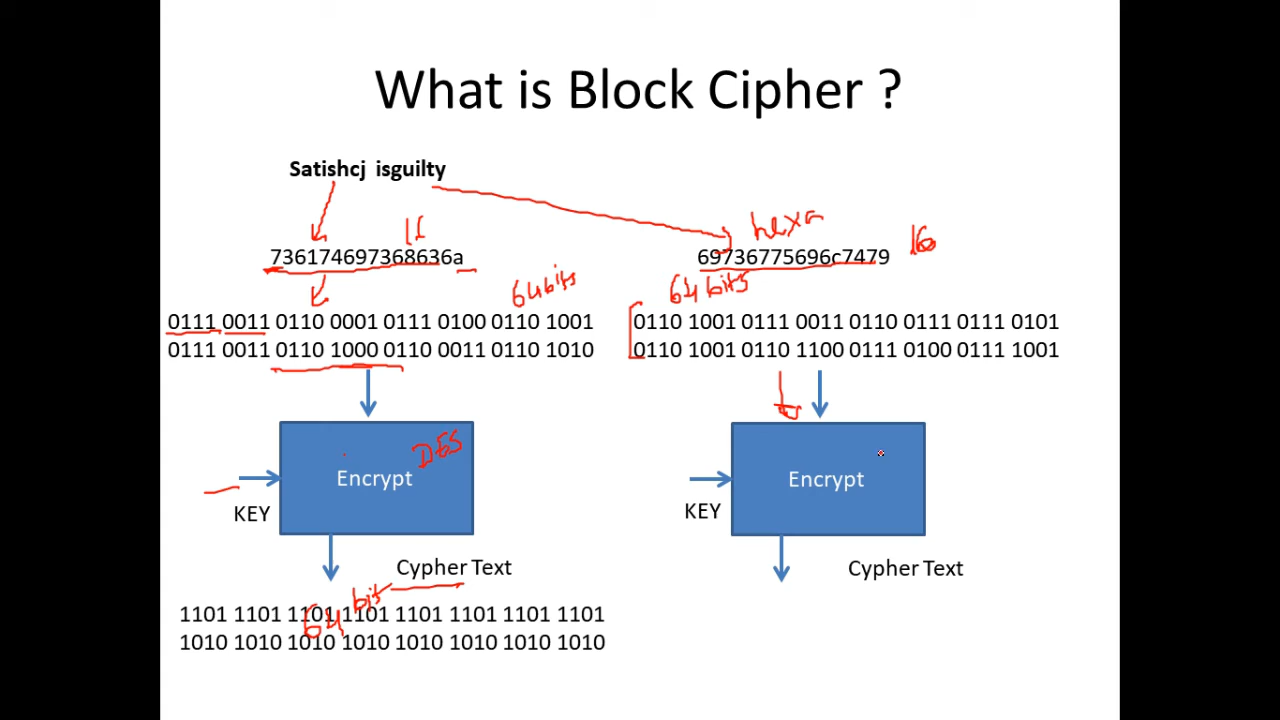 What is Block Cipher ?
Satishcj isguilty
hexa
16
736174697368636a
69736775696c7479
16
64 bits
64 bits
0111 0011 0110 0001 0111 0100 0110 1001
0111 0011 0110 1000 0110 0011 0110 1010
0110 1001 0111 0011 0110 0111 0111 0101
0110 1001 0110 1100 0111 0100 0111 1001
DES
Encrypt
KEY
Encrypt
KEY
Cypher Text
Cypher Text
64 bit
1101 1101 1101 1101 1101 1101 1101 1101
1010 1010 1010 1010 1010 1010 1010 1010